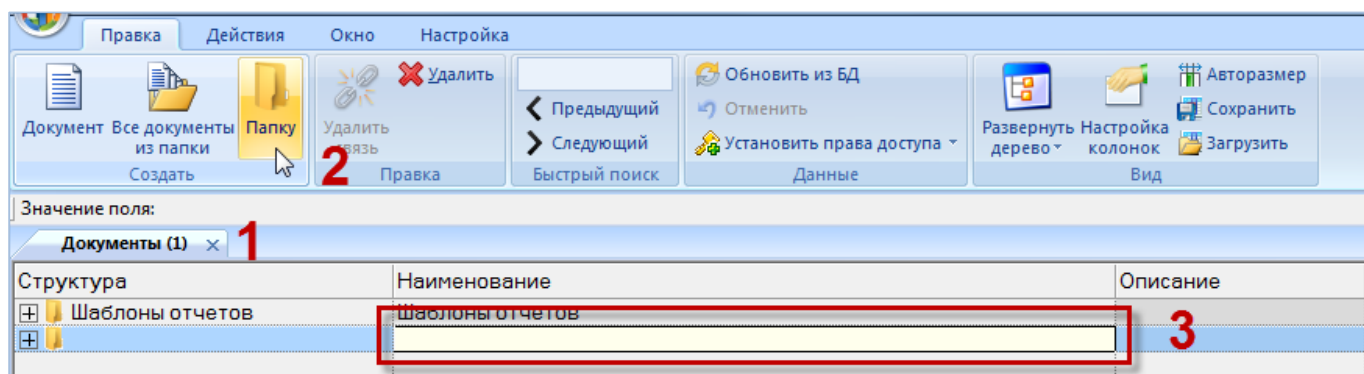 Правка Действия Окно Настройка
Документ Все документы из папки Папку
Создать
Удалить связь
Удалить
2
Правка
Предыдущий
Следующий
Быстрый поиск
Обновить из БД
Отменить
Установить права доступа
Данные
Развернуть дерево
Настройка колонок
Авторазмер
Сохранить
Загрузить
Вид
Значение поля:
Документы (1) 1
Структура Наименование Описание
Шаблоны отчетов Шаблоны отчетов
3